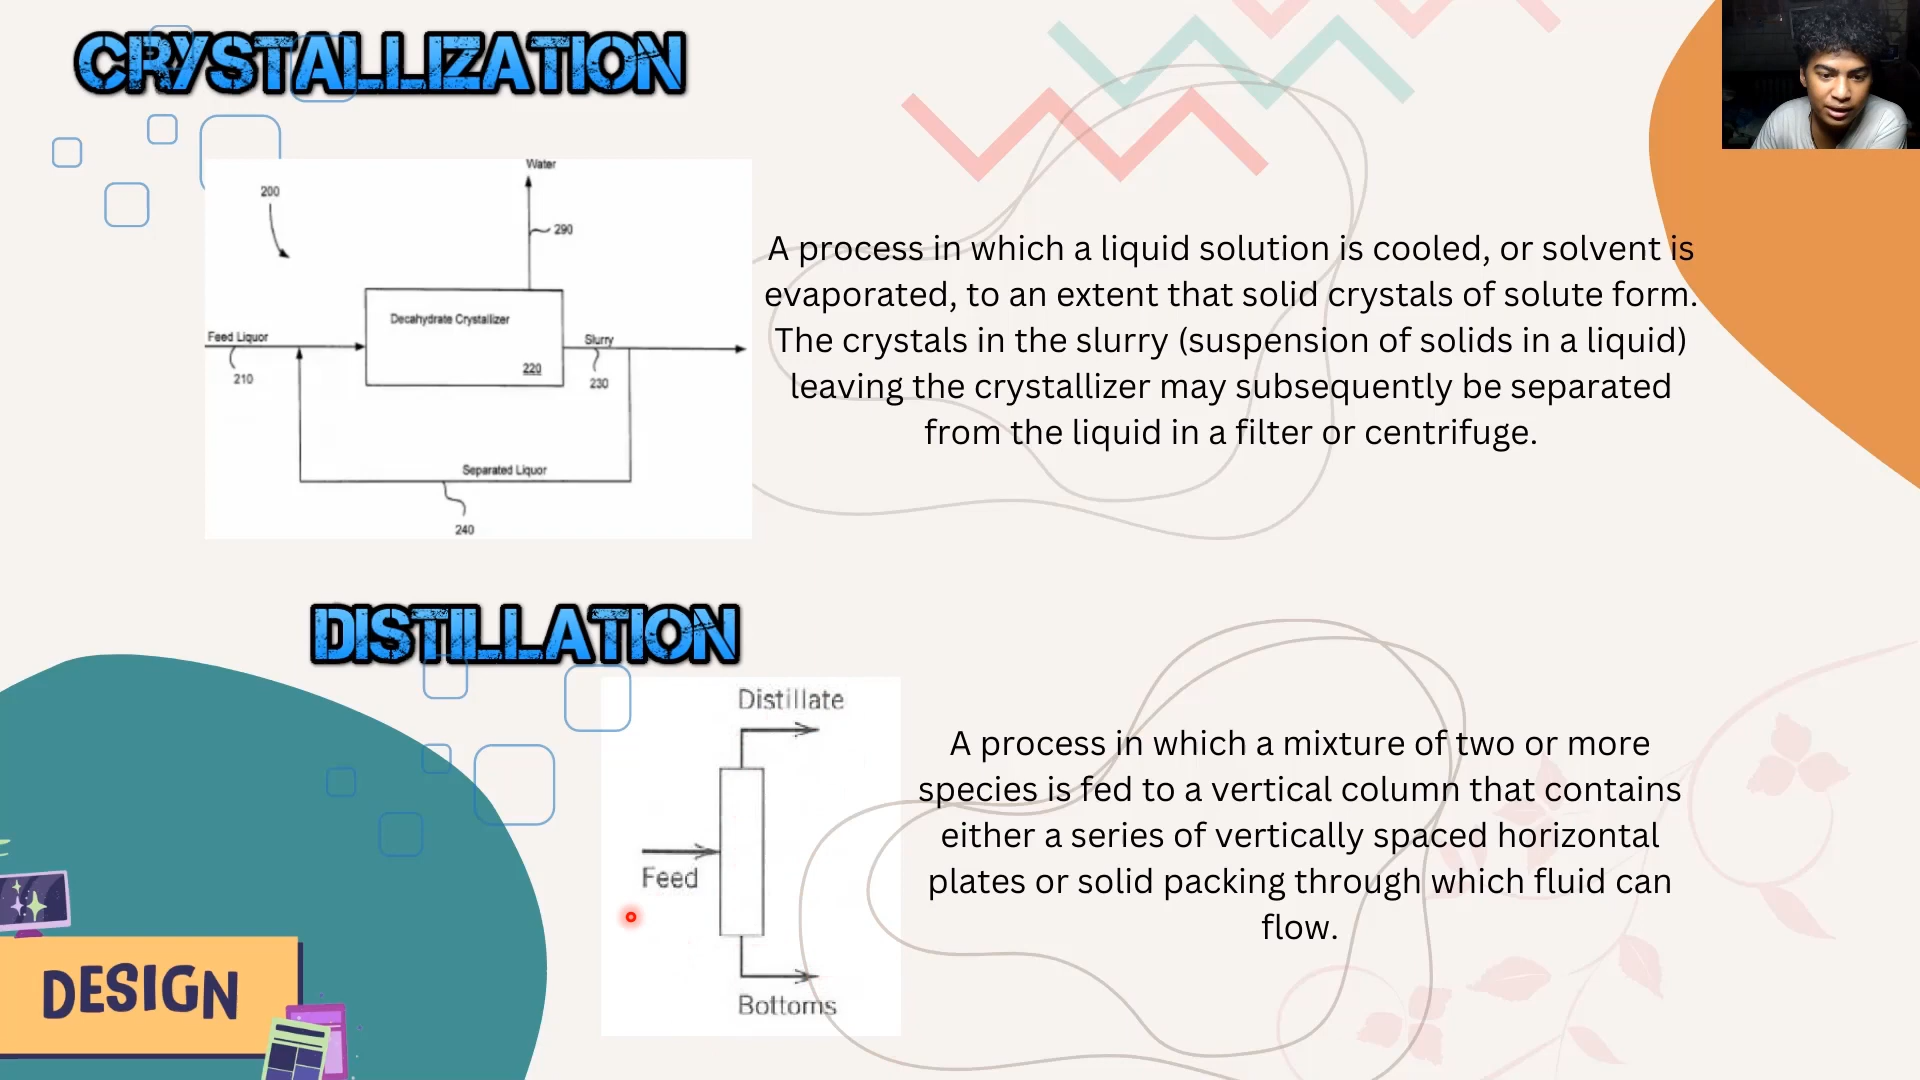 CRYSTALLIZATION
Water
200
290
Decahydrate Crystallizer
Feed Liquor
Slurry
220
210
230
Separated Liquor
240
A process in which a liquid solution is cooled, or solvent is
evaporated, to an extent that solid crystals of solute form.
The crystals in the slurry (suspension of solids in a liquid)
leaving the crystallizer may subsequently be separated
from the liquid in a filter or centrifuge.
DISTILLATION
Distillate
Feed
Bottoms
A process in which a mixture of two or more
species is fed to a vertical column that contains
either a series of vertically spaced horizontal
plates or solid packing through which fluid can
flow.
DESIGN